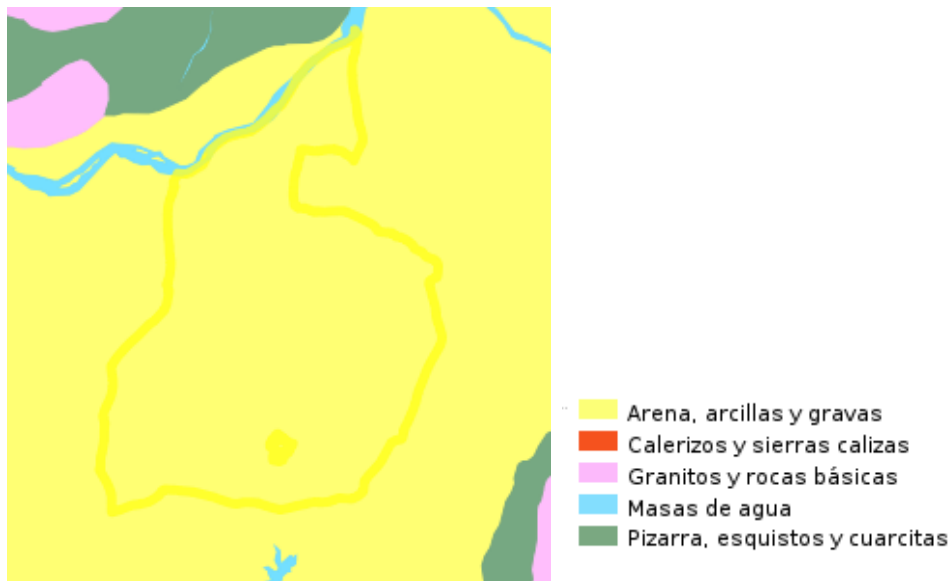 Arena, arcillas y gravas
Calerizos y sierras calizas
Granitos y rocas básicas
Masas de agua
Pizarra, esquistos y cuarcitas